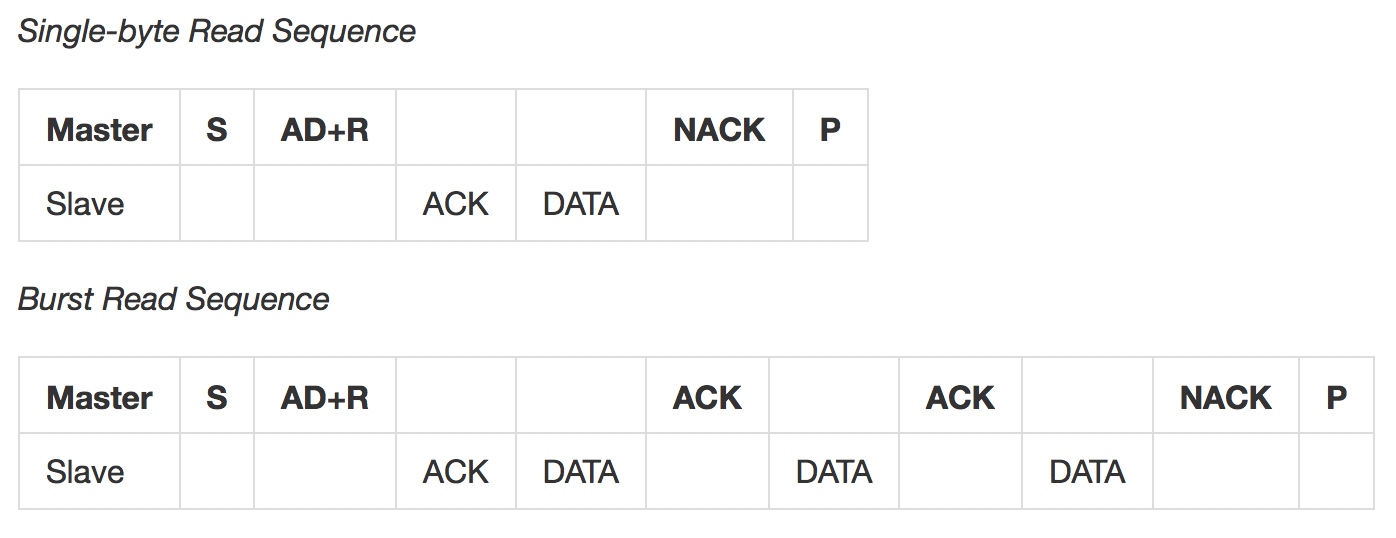 Single-byte Read Sequence
Master S AD+R NACK P
Slave ACK DATA
Burst Read Sequence
Master S AD+R ACK ACK NACK P
Slave ACK DATA DATA DATA